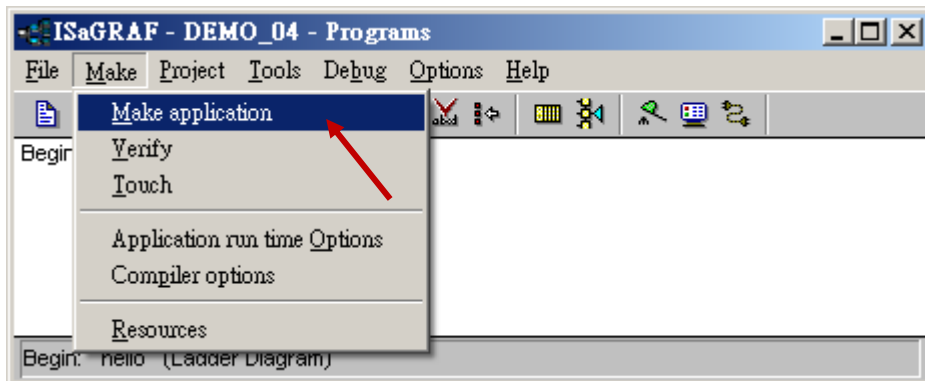 ISaGRAF - DEMO_04 - Programs
File Make Project Tools Debug Options Help
Make application
Begin
Verify
Touch
Application run time Options
Compiler options
Resources
Begin: hello (Ladder Diagram)